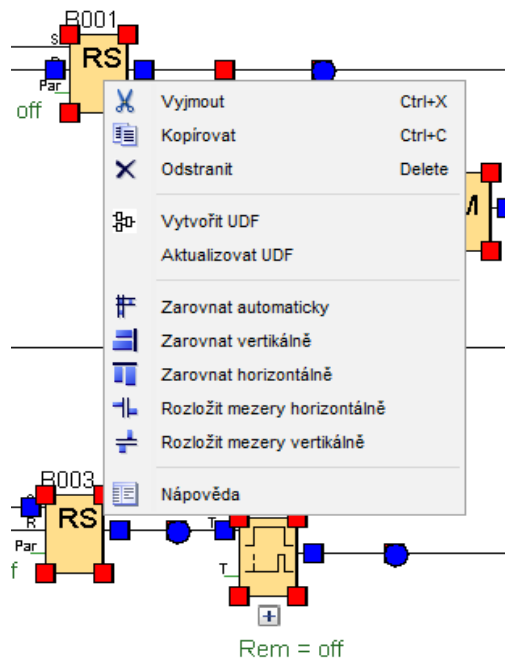 B001
S
RS
R
Par
off
Vyjmout Ctrl+X
Kopírovat Ctrl+C
Odstranit Delete
M
Vytvořit UDF
Aktualizovat UDF
Zarovnat automaticky
Zarovnat vertikálně
Zarovnat horizontálně
Rozložit mezery horizontálně
Rozložit mezery vertikálně
Nápověda
B003
RS
R
Par
f
T
T
Rem = off